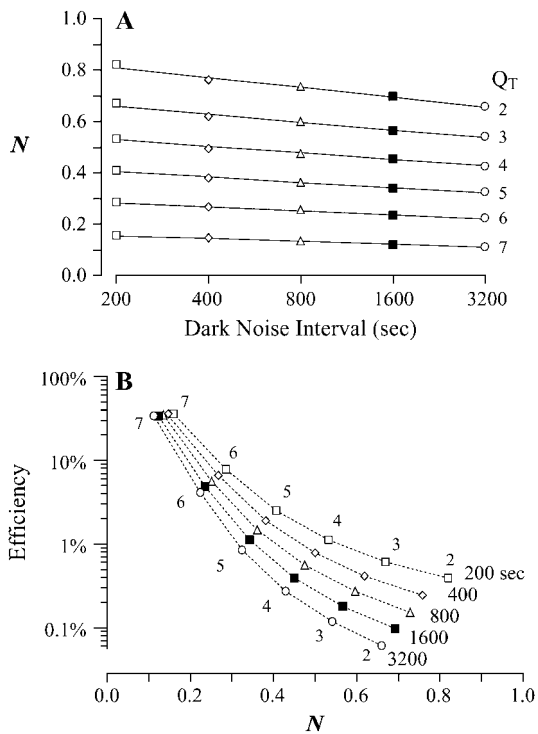 A
1.0
0.8
0.6
0.4
0.2
0.0
N
Q_T
2
3
4
5
6
7
200 400 800 1600 3200
Dark Noise Interval (sec)
B
100%
10%
1%
0.1%
Efficiency
7 7
6 6
5 5
4 4
3 3
2 2
200 sec
400
800
1600
3200
0.0 0.2 0.4 0.6 0.8 1.0
N